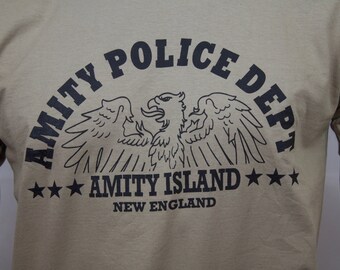 AMITY POLICE DEPT
★★★ AMITY ISLAND ★★★
NEW ENGLAND